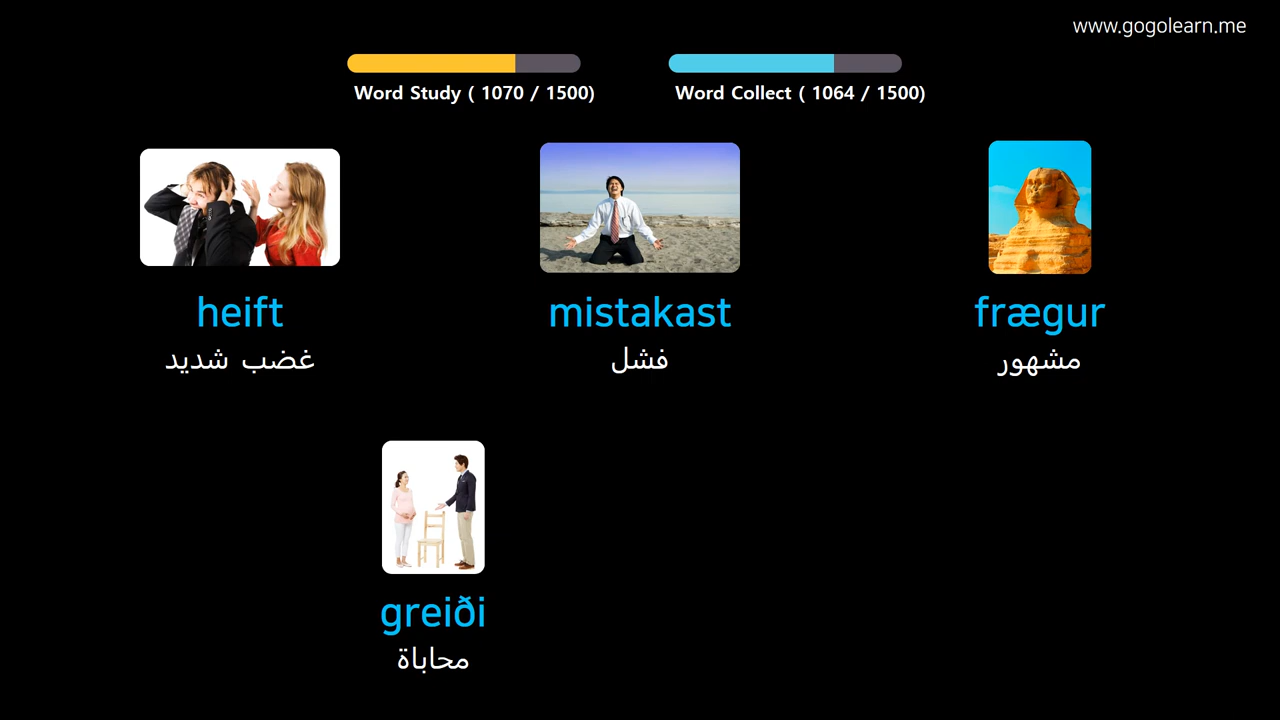 www.gogolearn.me
Word Study ( 1070 / 1500)
Word Collect ( 1064 / 1500)
heift
غضب شديد
mistakast
فشل
frægur
مشهور
greiði
محاباة